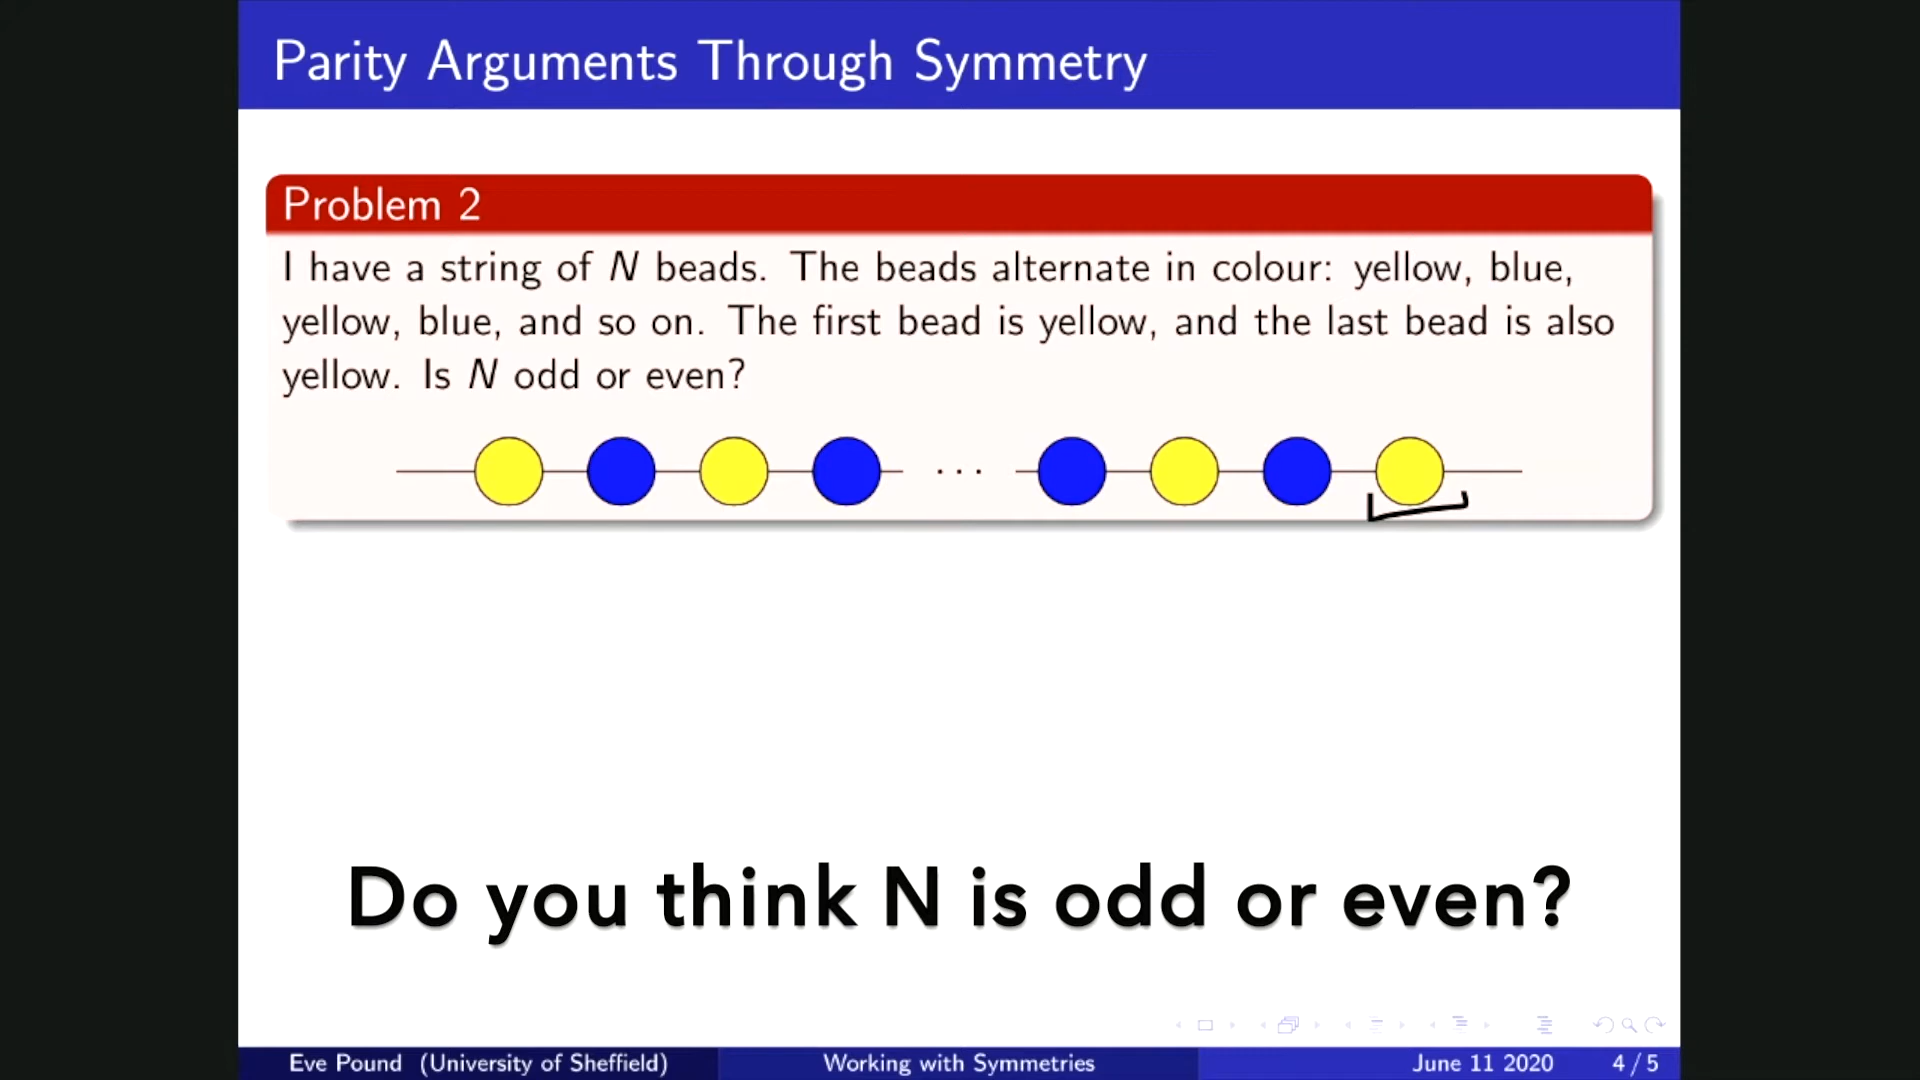 Parity Arguments Through Symmetry
Problem 2
I have a string of N beads. The beads alternate in colour: yellow, blue,
yellow, blue, and so on. The first bead is yellow, and the last bead is also
yellow. Is N odd or even?
...
Do you think N is odd or even?
Eve Pound (University of Sheffield) Working with Symmetries June 11 2020 4 / 5